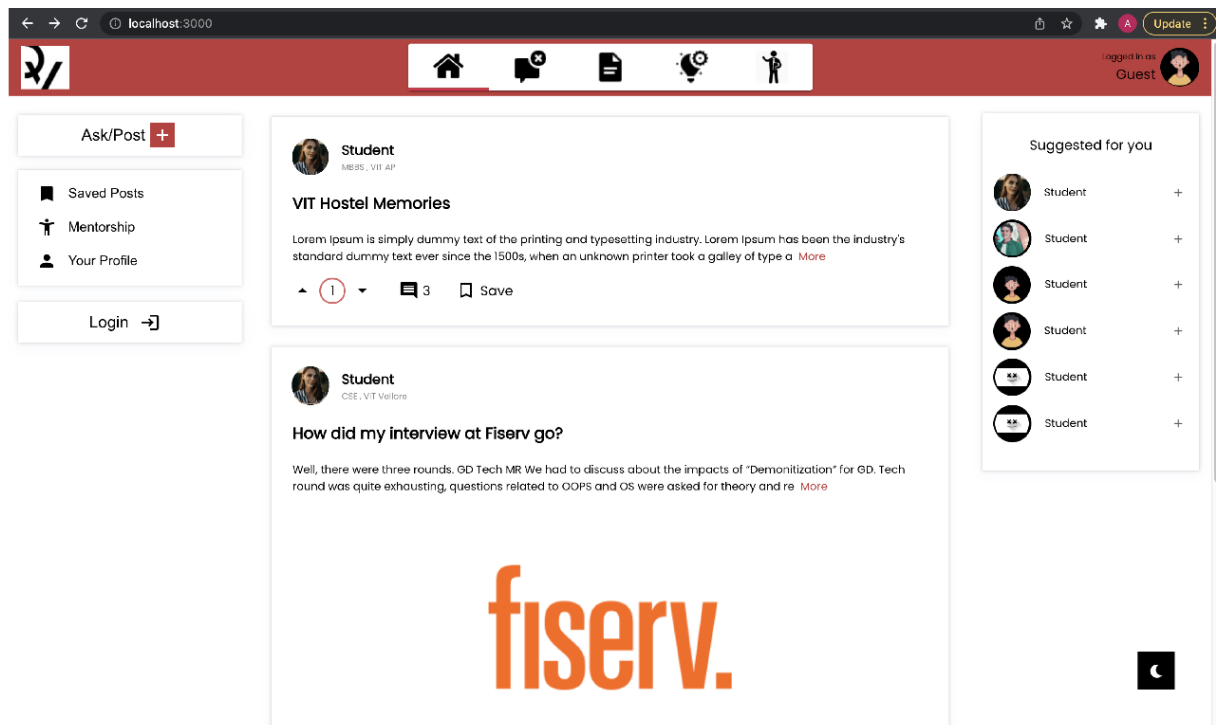 localhost:3000
A
Update
Logged in as
Guest
Ask/Post +
Saved Posts
Mentorship
Your Profile
Login
Student
MBBS , VIT AP
VIT Hostel Memories
Lorem Ipsum is simply dummy text of the printing and typesetting industry. Lorem Ipsum has been the industry's
standard dummy text ever since the 1500s, when an unknown printer took a galley of type a More
1
3
Save
Student
CSE , VIT Vellore
How did my interview at Fiserv go?
Well, there were three rounds. GD Tech MR We had to discuss about the impacts of “Demonitization” for GD. Tech
round was quite exhausting, questions related to OOPS and OS were asked for theory and re More
fiserv.
Suggested for you
Student +
Student +
Student +
Student +
Student +
Student +